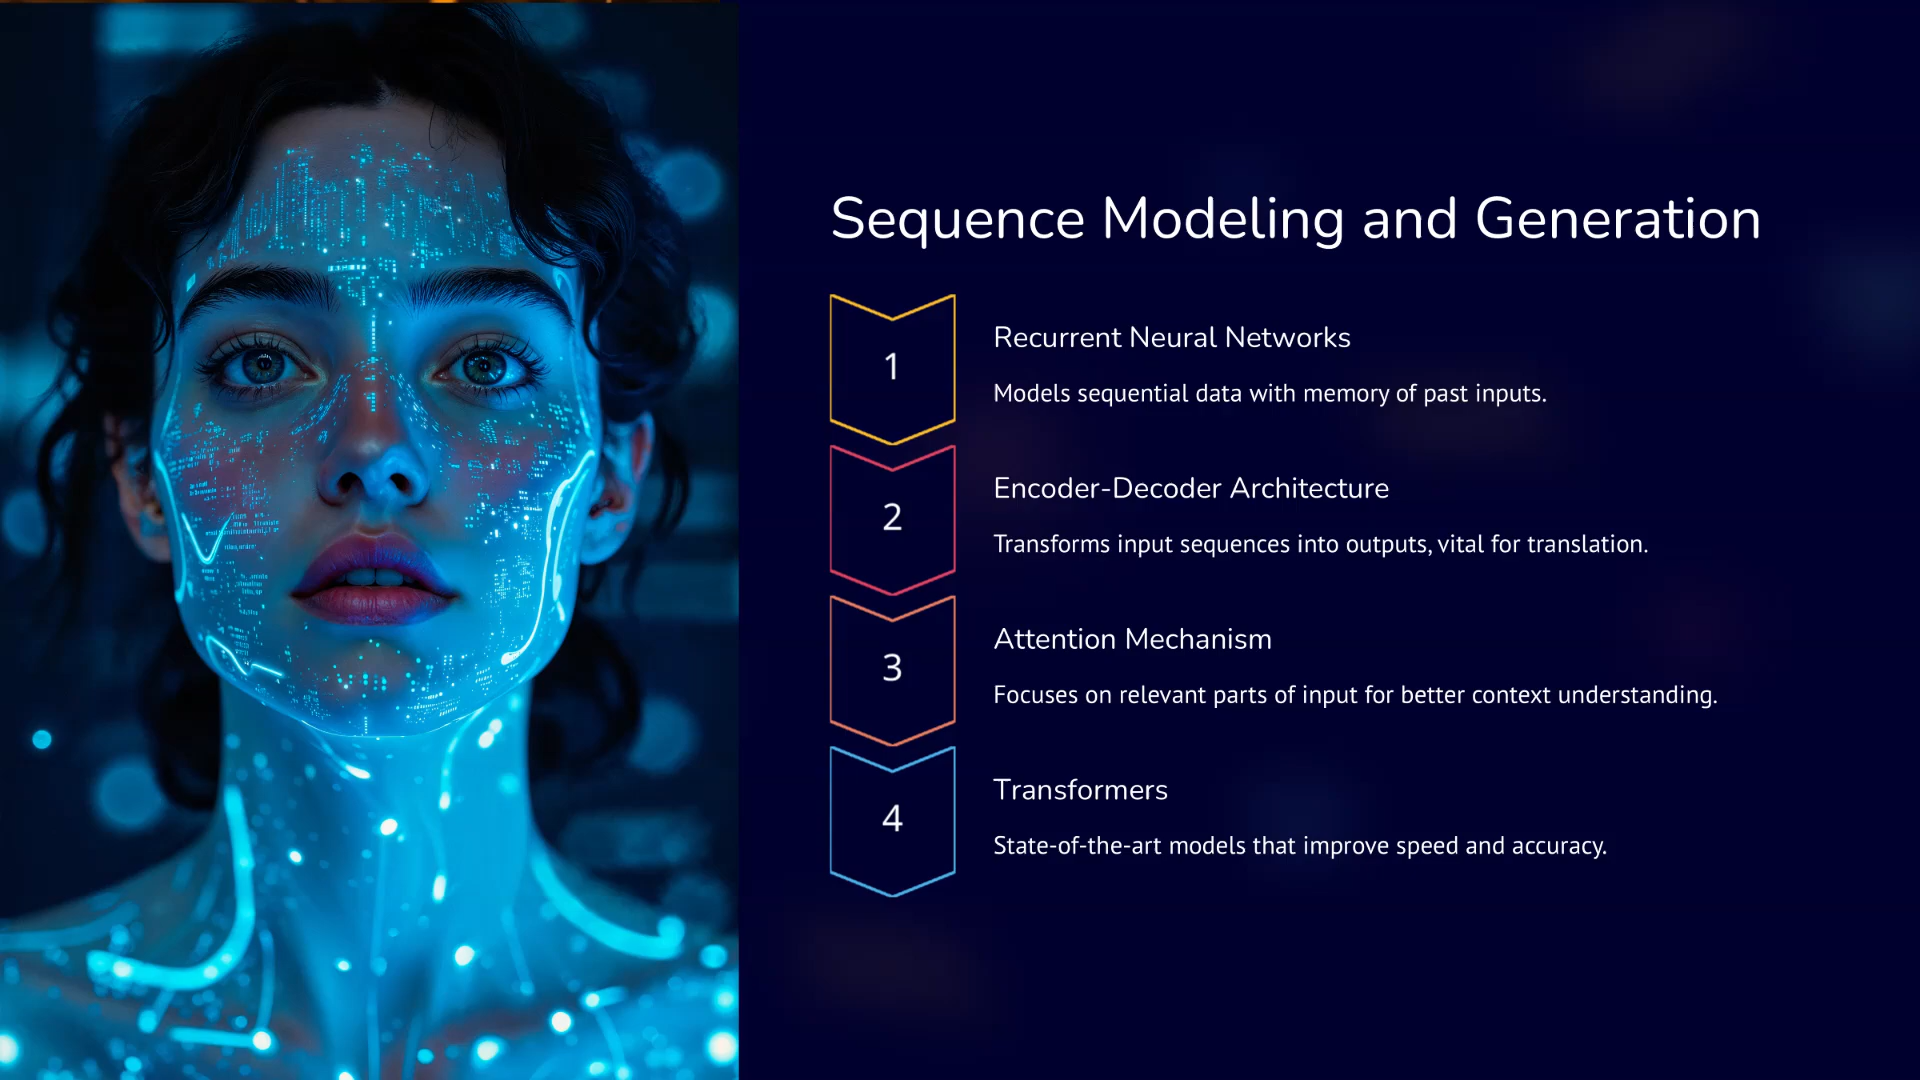 Sequence Modeling and Generation
1
Recurrent Neural Networks
Models sequential data with memory of past inputs.
2
Encoder-Decoder Architecture
Transforms input sequences into outputs, vital for translation.
3
Attention Mechanism
Focuses on relevant parts of input for better context understanding.
4
Transformers
State-of-the-art models that improve speed and accuracy.